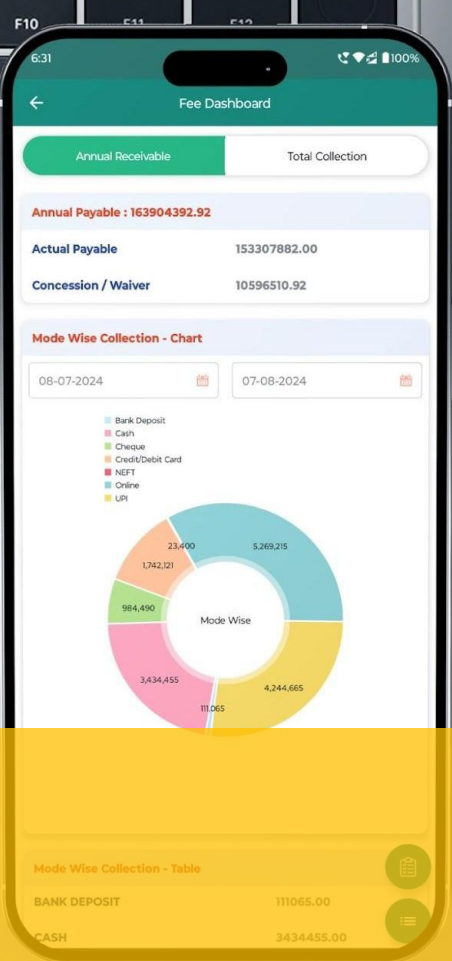 F10 F11 F12
6:31 100%
Fee Dashboard
Annual Receivable Total Collection
Annual Payable : 163904392.92
Actual Payable 153307882.00
Concession / Waiver 10596510.92
Mode Wise Collection - Chart
08-07-2024 07-08-2024
Bank Deposit
Cash
Cheque
Credit/Debit Card
NEFT
Online
UPI
23,400 5,269,215
1,742,121
984,490
Mode Wise
3,434,455 4,244,665
111,065
Mode Wise Collection - Table
BANK DEPOSIT 111065.00
CASH 3434455.00